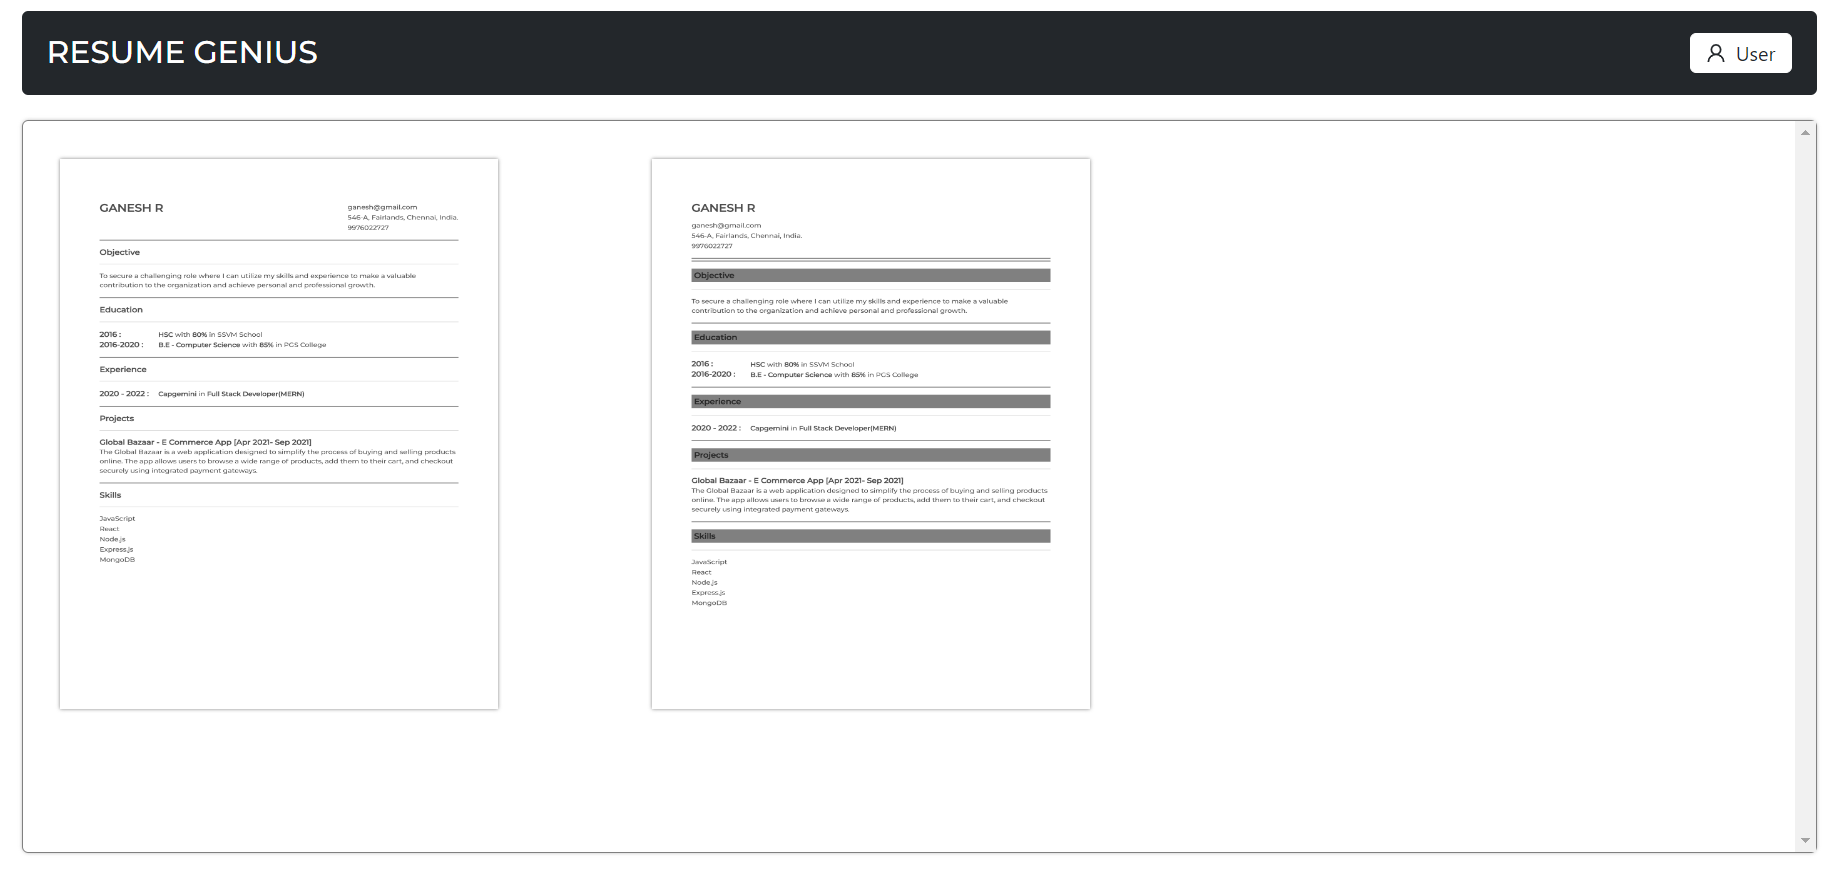 RESUME GENIUS
User
GANESH R
ganesh@gmail.com
546-A, Fairlands, Chennai, India.
9976022727
Objective
To secure a challenging role where I can utilize my skills and experience to make a valuable
contribution to the organization and achieve personal and professional growth.
Education
2016 : HSC with 80% in SSVM School
2016-2020 : B.E - Computer Science with 85% in PGS College
Experience
2020 - 2022 : Capgemini in Full Stack Developer(MERN)
Projects
Global Bazaar - E Commerce App [Apr 2021- Sep 2021]
The Global Bazaar is a web application designed to simplify the process of buying and selling products
online. The app allows users to browse a wide range of products, add them to their cart, and checkout
securely using integrated payment gateways.
Skills
JavaScript
React
Node.js
Express.js
MongoDB
GANESH R
ganesh@gmail.com
546-A, Fairlands, Chennai, India.
9976022727
Objective
To secure a challenging role where I can utilize my skills and experience to make a valuable
contribution to the organization and achieve personal and professional growth.
Education
2016 : HSC with 80% in SSVM School
2016-2020 : B.E - Computer Science with 85% in PGS College
Experience
2020 - 2022 : Capgemini in Full Stack Developer(MERN)
Projects
Global Bazaar - E Commerce App [Apr 2021- Sep 2021]
The Global Bazaar is a web application designed to simplify the process of buying and selling products
online. The app allows users to browse a wide range of products, add them to their cart, and checkout
securely using integrated payment gateways.
Skills
JavaScript
React
Node.js
Express.js
MongoDB